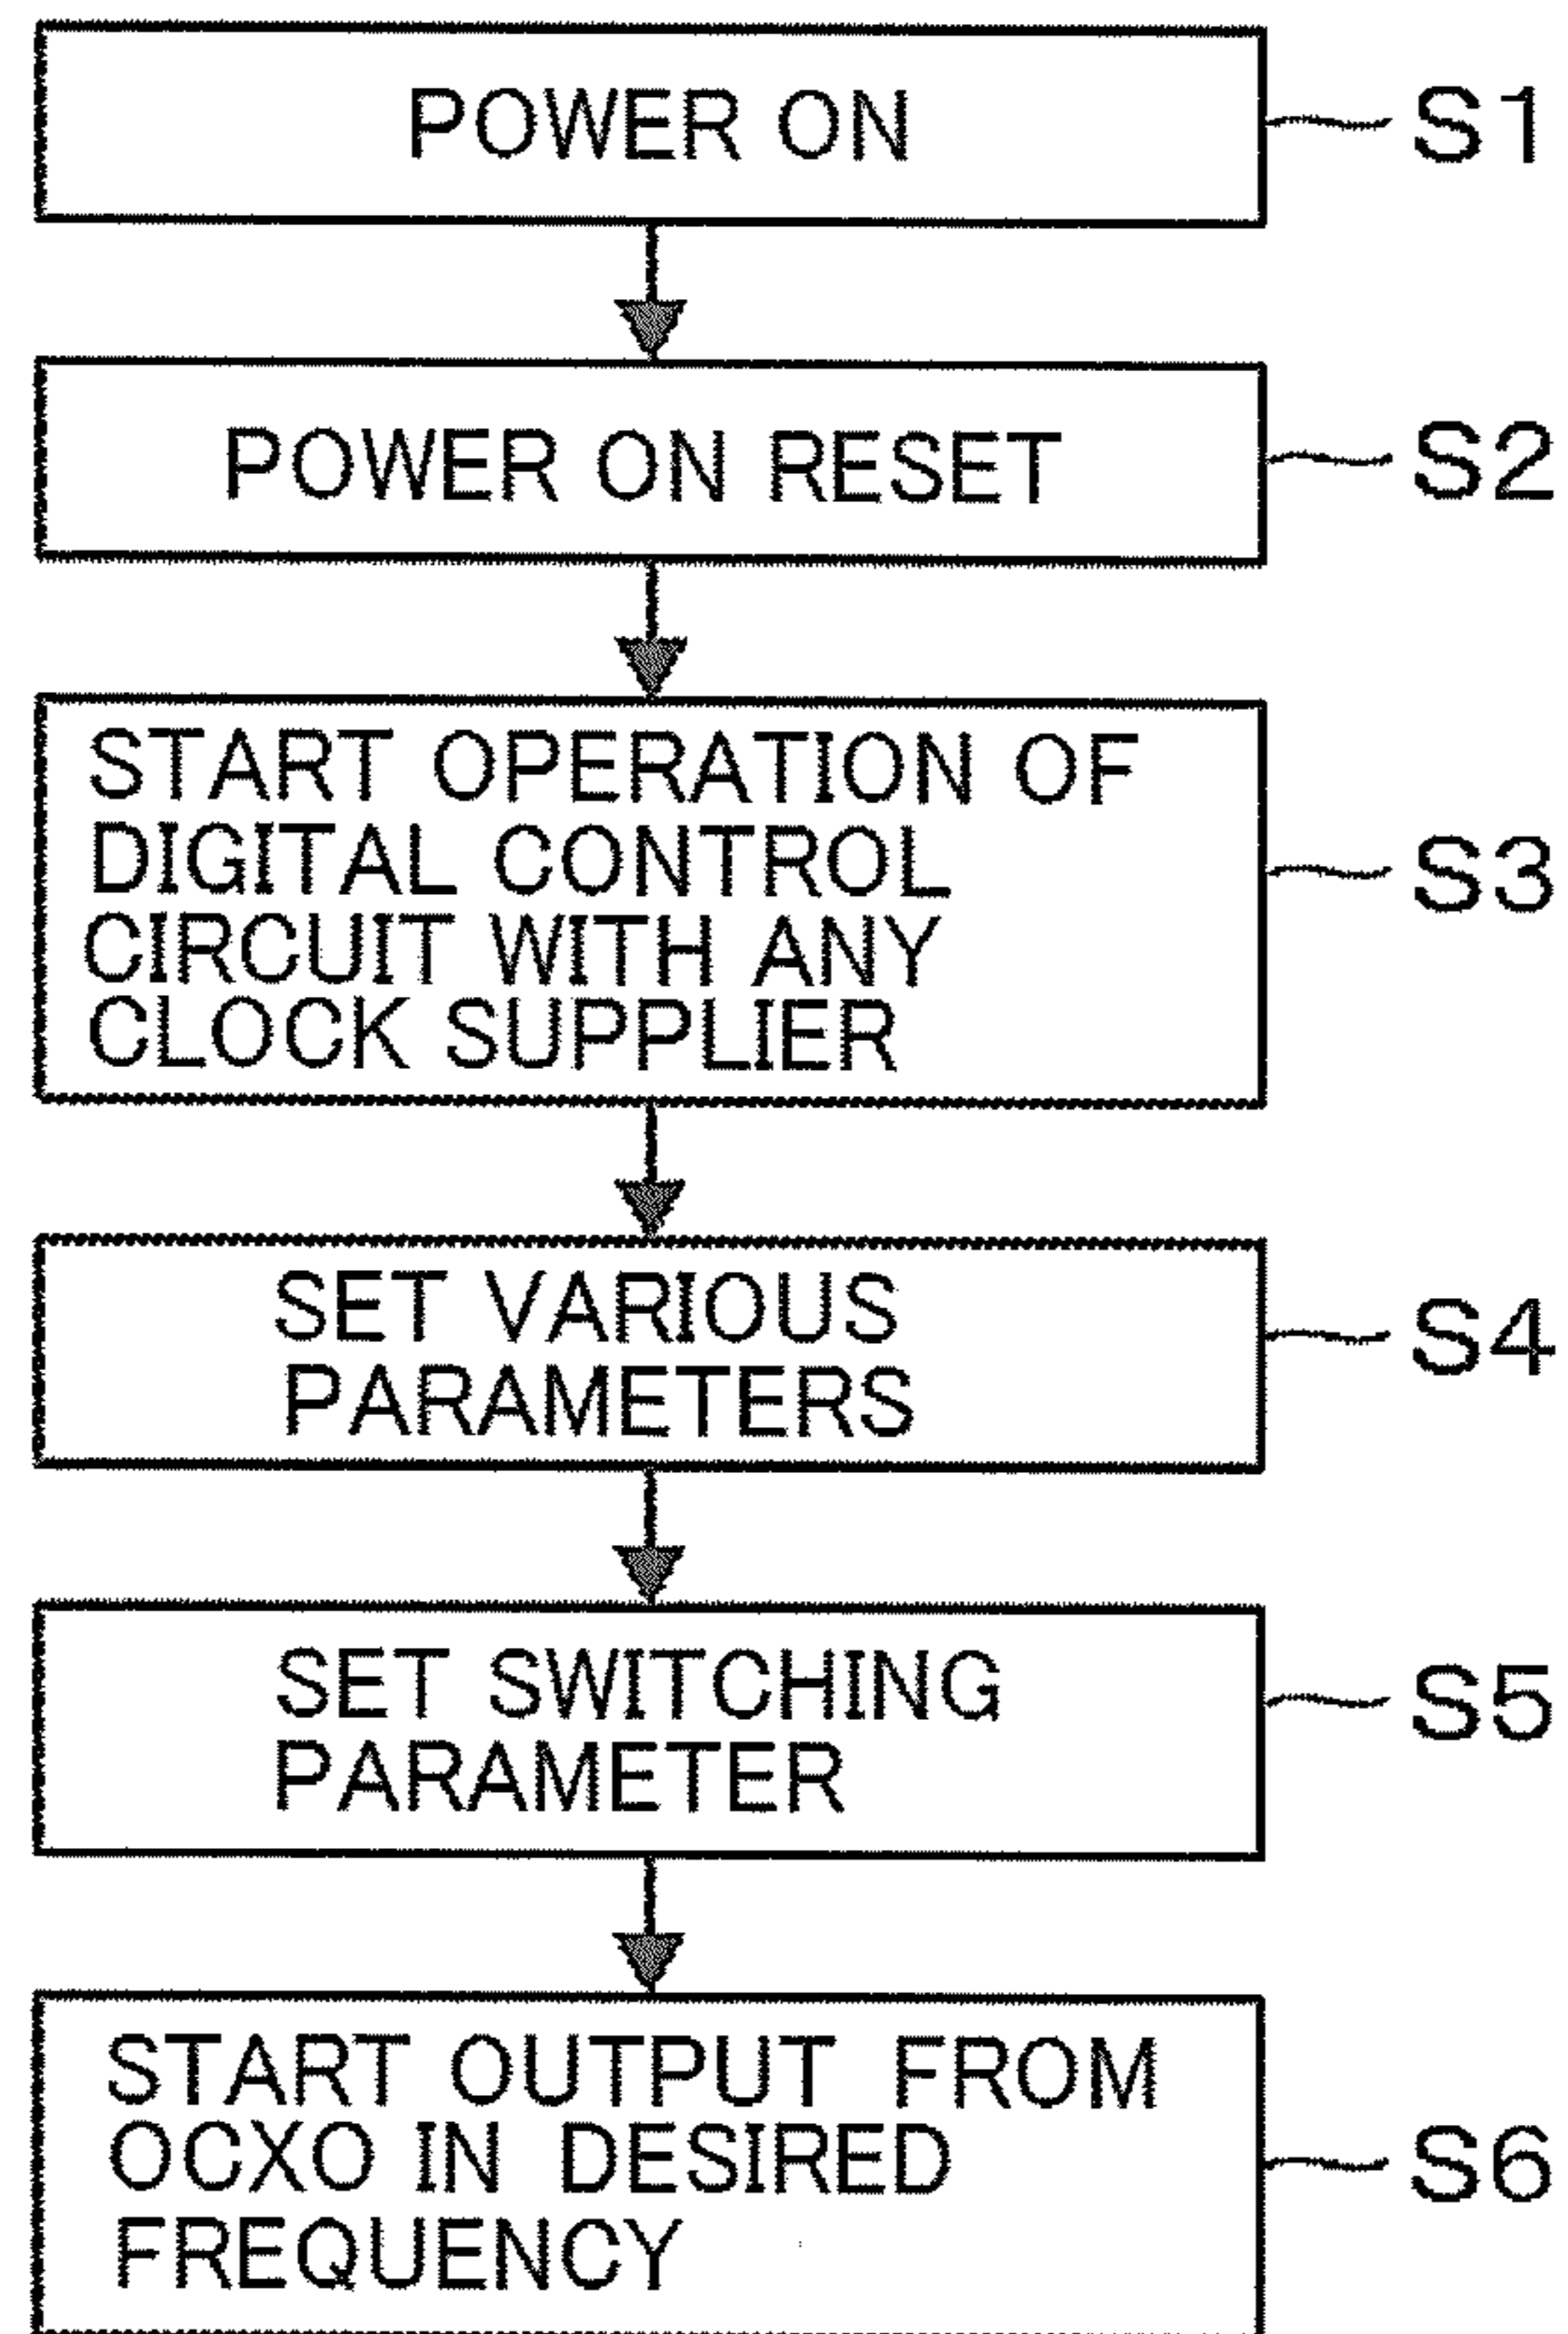 POWER ON
S1
POWER ON RESET
S2
START OPERATION OF
DIGITAL CONTROL
CIRCUIT WITH ANY
CLOCK SUPPLIER
S3
SET VARIOUS
PARAMETERS
S4
SET SWITCHING
PARAMETER
S5
START OUTPUT FROM
OCXO IN DESIRED
FREQUENCY
S6